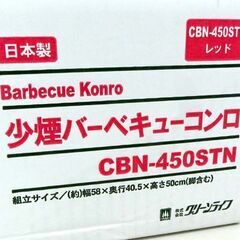 日本製
CBN-450ST
レッド
Barbecue Konro
少煙バーベキューコンロ
CBN-450STN
組立サイズ/(約)幅58×奥行40.5×高さ50cm(脚含む)
株式会社グリーンライフ